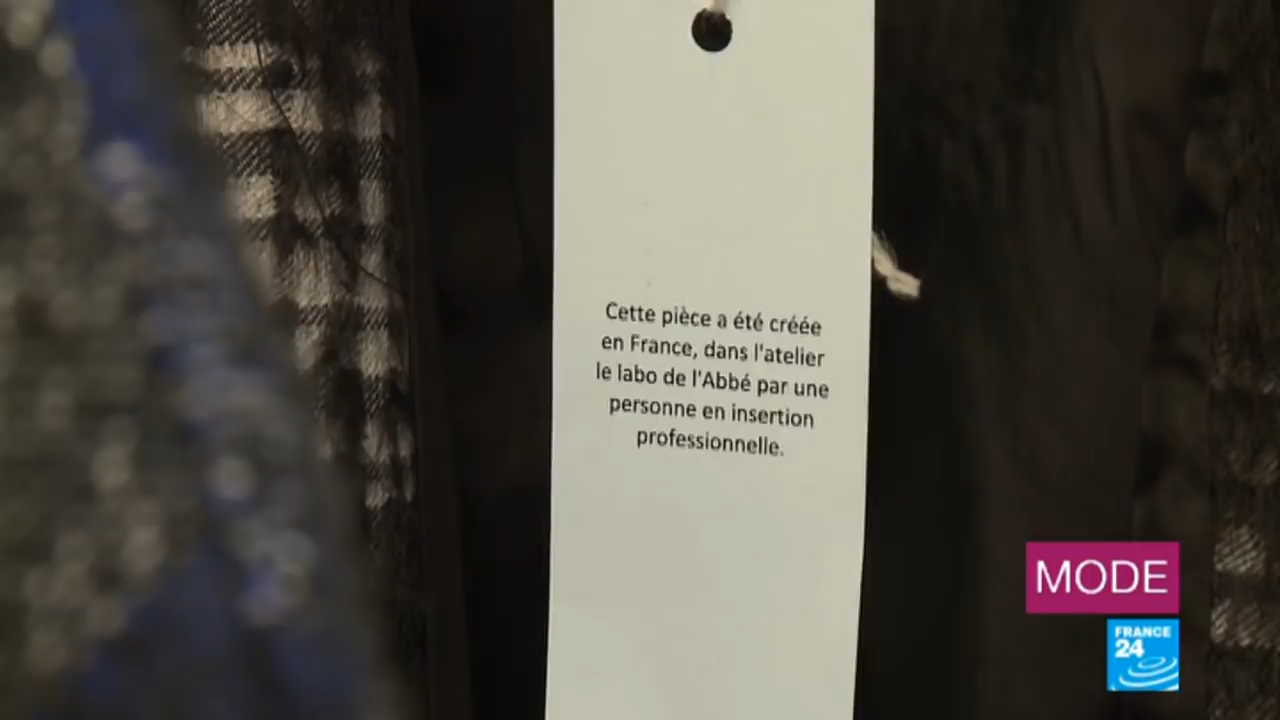 Cette pièce a été créée
en France, dans l'atelier
le labo de l'Abbé par une
personne en insertion
professionnelle.
MODE
FRANCE
24